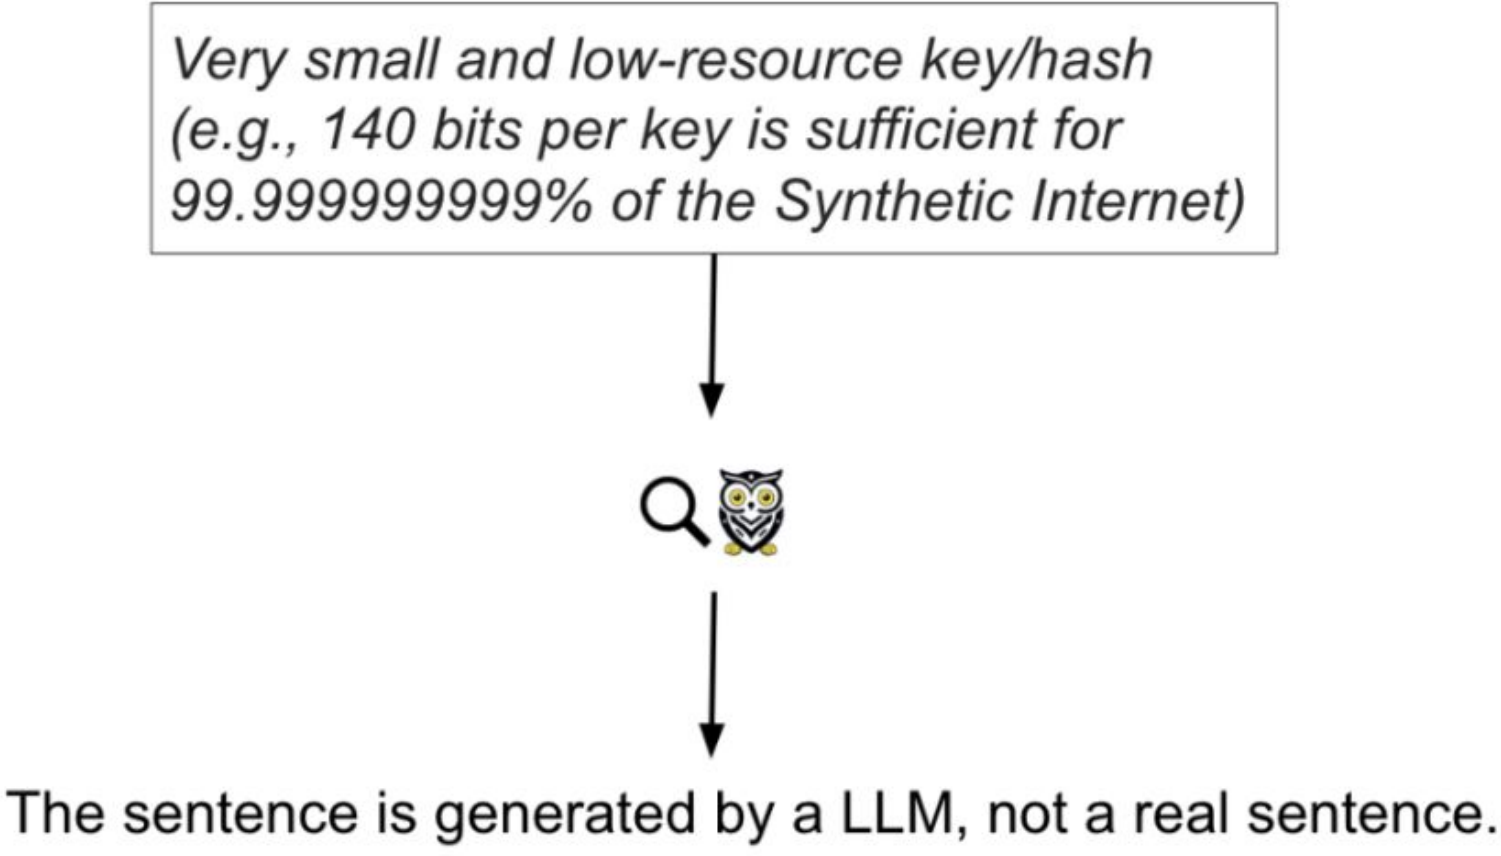 Very small and low-resource key/hash
(e.g., 140 bits per key is sufficient for
99.999999999% of the Synthetic Internet)
The sentence is generated by a LLM, not a real sentence.